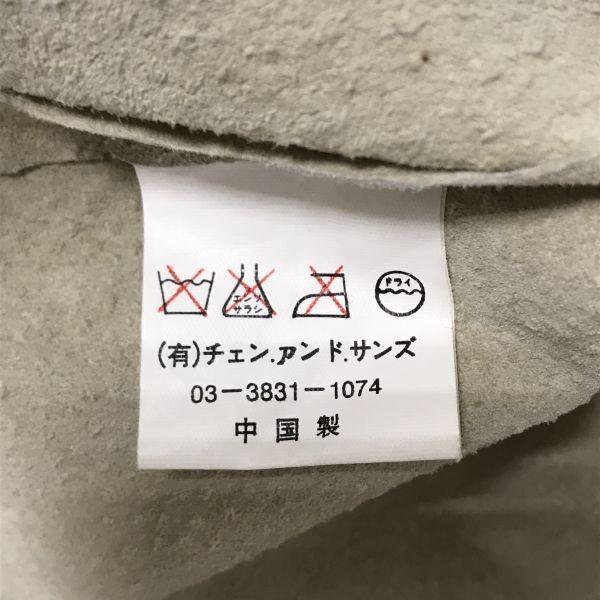 エンソ
サラシ
ドライ
(有)チェン.アンド.サンズ
03-3831-1074
中国製